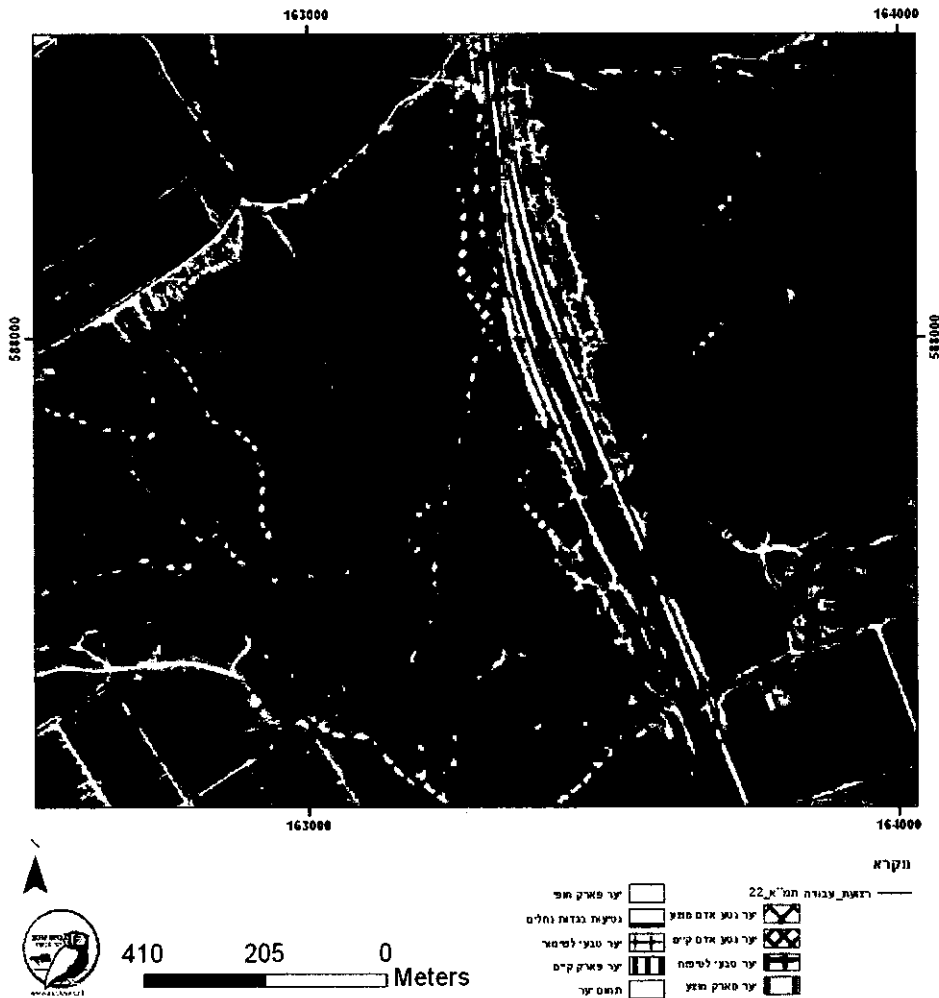 163000 164000
588000 588000
163000 164000
מקרא
רצועת_עבודה תמ"א_22
יער נטע אדם מוצע
יער נטע אדם קיים
יער טבעי לטיפוח
יער פארק מוצע
יער פארק חופי
נטיעות בגדות נחלים
יער טבעי לשימור
יער פארק קיים
תחום יער
410 205 0
Meters